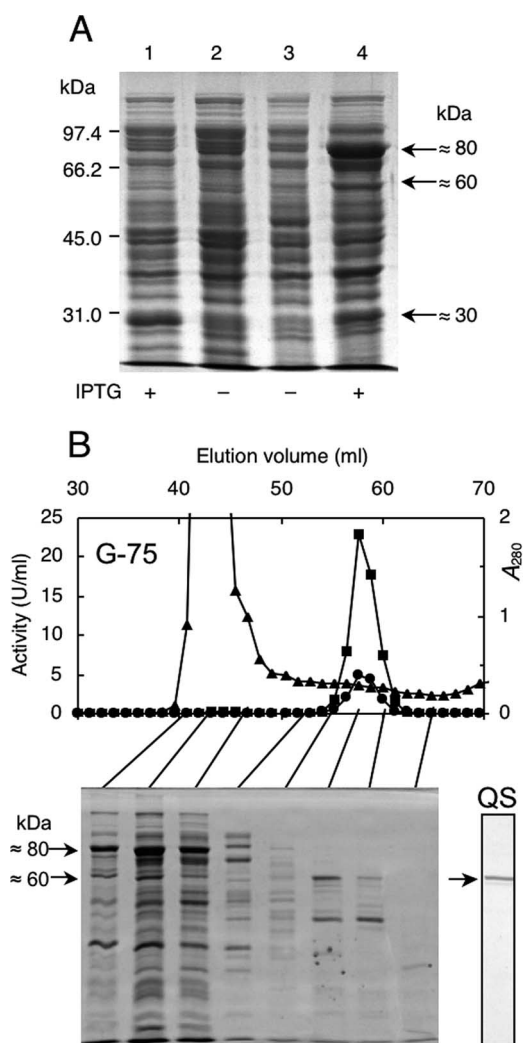 A
1 2 3 4
kDa
kDa
97.4
≈ 80
66.2
≈ 60
45.0
31.0
≈ 30
IPTG + − − +
B
Elution volume (ml)
30 40 50 60 70
25 2
20
G-75
15
Activity (U/ml)
A280
10 1
5
0 0
QS
kDa
≈ 80
≈ 60